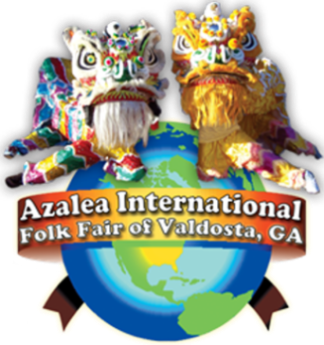 Azalea International
Folk Fair of Valdosta, GA